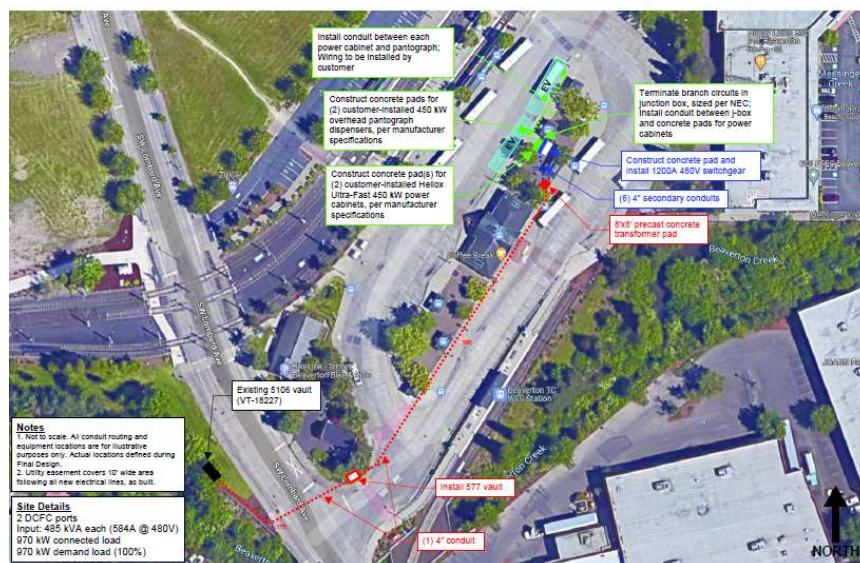 Install conduit between each
power cabinet and pantograph;
Wiring to be installed by
customer
Construct concrete pads for
(2) customer-installed 450 kW
overhead pantograph
dispensers, per manufacturer
specifications
Construct concrete pad(s) for
(2) customer-installed Heliox
Ultra-Fast 450 kW power
cabinets, per manufacturer
specifications
EV
EV
Terminate branch circuits in
junction box, sized per NEC;
Install conduit between j-box
and concrete pads for power
cabinets
Construct concrete pad and
install 1200A 480V switchgear
(6) 4" secondary conduits
8'x8' precast concrete
transformer pad
SW Lombard Ave
SW Lombard Ave
SW Lombard Ave
Coffee Break
Beaverton Creek
Beaverton TC
WES Station
Existing 5106 vault
(VT-18227)
Install 577 vault
(1) 4" conduit
Notes
1. Not to scale. All conduit routing and
equipment locations are for illustrative
purposes only. Actual locations defined during
Final Design.
2. Utility easement covers 10' wide area
following all new electrical lines, as built.
Site Details
2 DCFC ports
Input: 485 kVA each (584A @ 480V)
970 kW connected load
970 kW demand load (100%)
NORTH